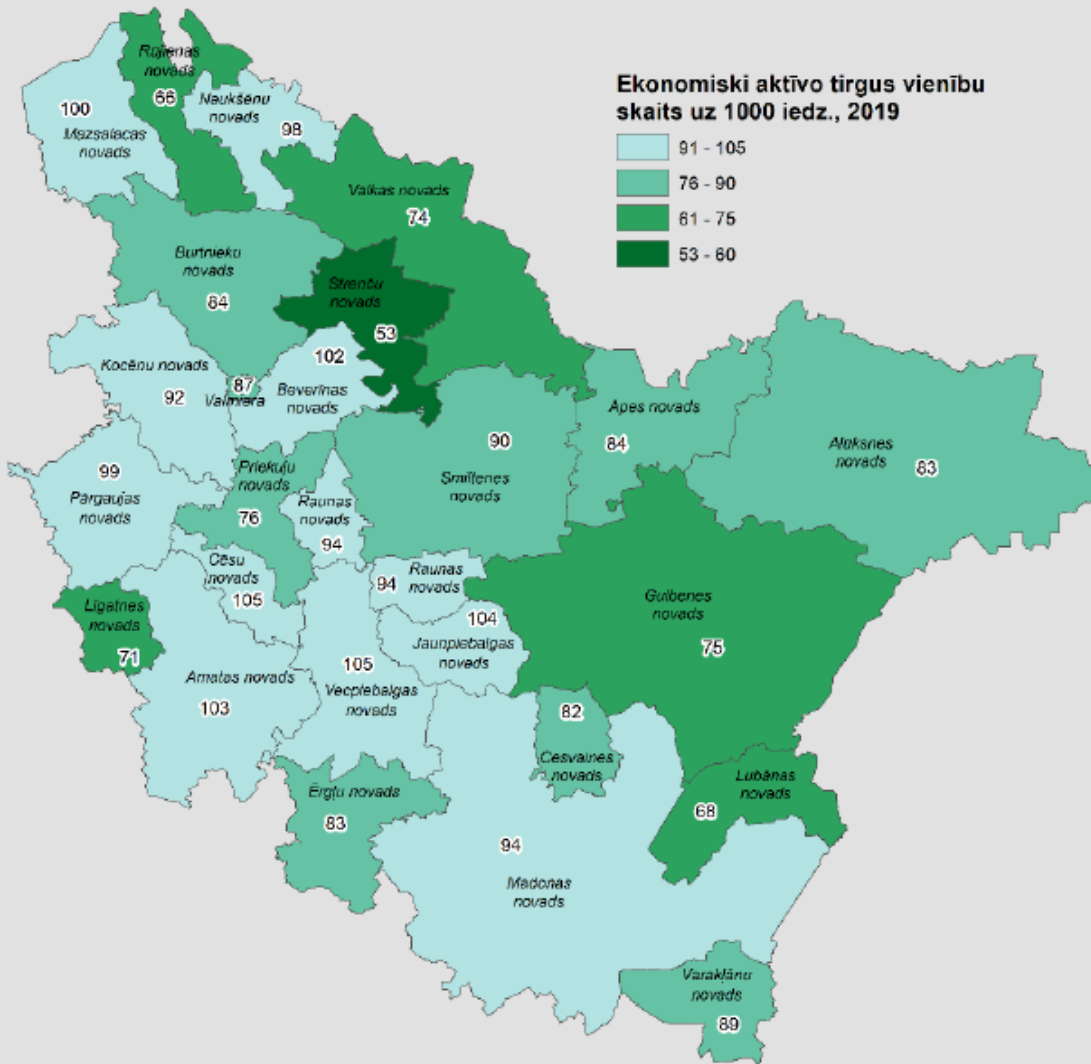 Ekonomiski aktīvo tirgus vienību
skaits uz 1000 iedz., 2019
91 - 105
76 - 90
61 - 75
53 - 60
Rūjienas
novads
66
100
Mazsalacas
novads
Naukšēnu
novads
98
Valkas novads
74
Burtnieku
novads
84
Strenču
novads
53
Kocēnu novads
92
87
Valmiera
102
Beverīnas
novads
90
Smiltenes
novads
Apes novads
84
Alūksnes
novads
83
99
Pārgaujas
novads
Priekuļu
novads
76
Raunas
novads
94
Cēsu
novads
105
94
Raunas
novads
104
Jaunpiebalgas
novads
Gulbenes
novads
75
Līgatnes
novads
71
Amatas novads
103
105
Vecpiebalgas
novads
82
Cesvaines
novads
Lubānas
novads
68
Ērgļu novads
83
94
Madonas
novads
Varakļānu
novads
89